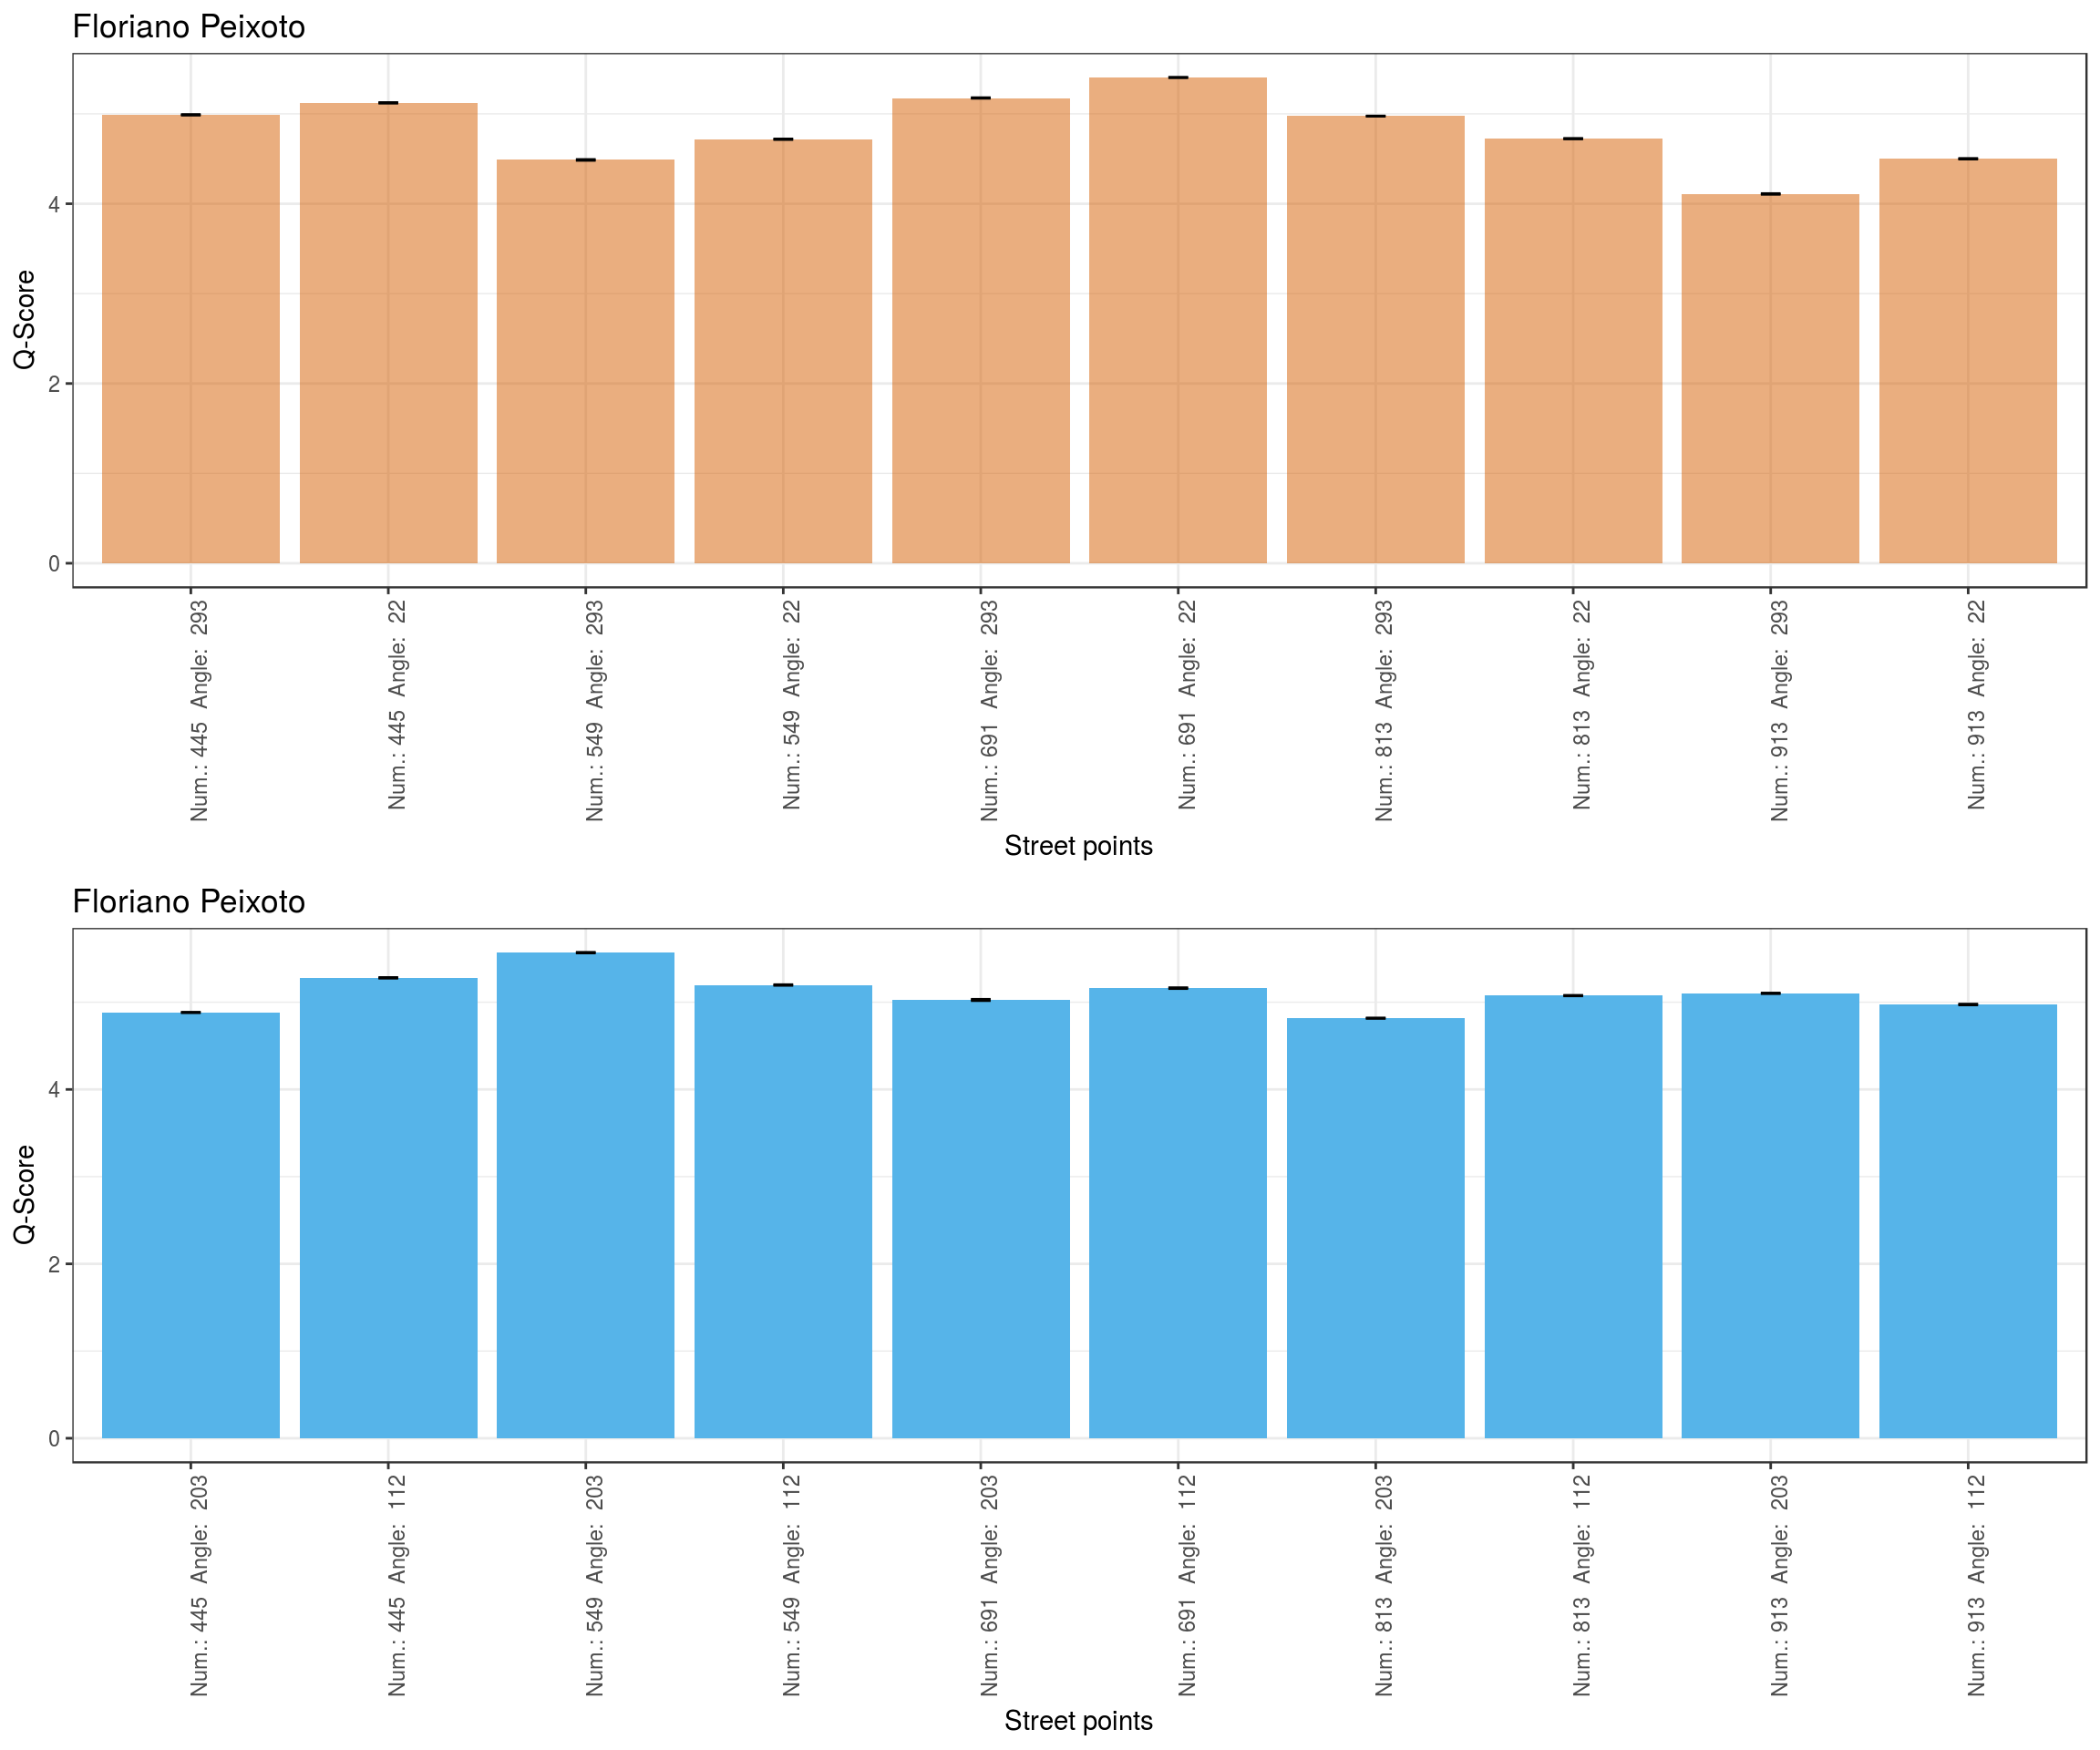 Floriano Peixoto
Q-Score
4
2
0
Num.: 445 Angle: 293
Num.: 445 Angle: 22
Num.: 549 Angle: 293
Num.: 549 Angle: 22
Num.: 691 Angle: 293
Num.: 691 Angle: 22
Num.: 813 Angle: 293
Num.: 813 Angle: 22
Num.: 913 Angle: 293
Num.: 913 Angle: 22
Street points
Floriano Peixoto
Q-Score
4
2
0
Num.: 445 Angle: 203
Num.: 445 Angle: 112
Num.: 549 Angle: 203
Num.: 549 Angle: 112
Num.: 691 Angle: 203
Num.: 691 Angle: 112
Num.: 813 Angle: 203
Num.: 813 Angle: 112
Num.: 913 Angle: 203
Num.: 913 Angle: 112
Street points